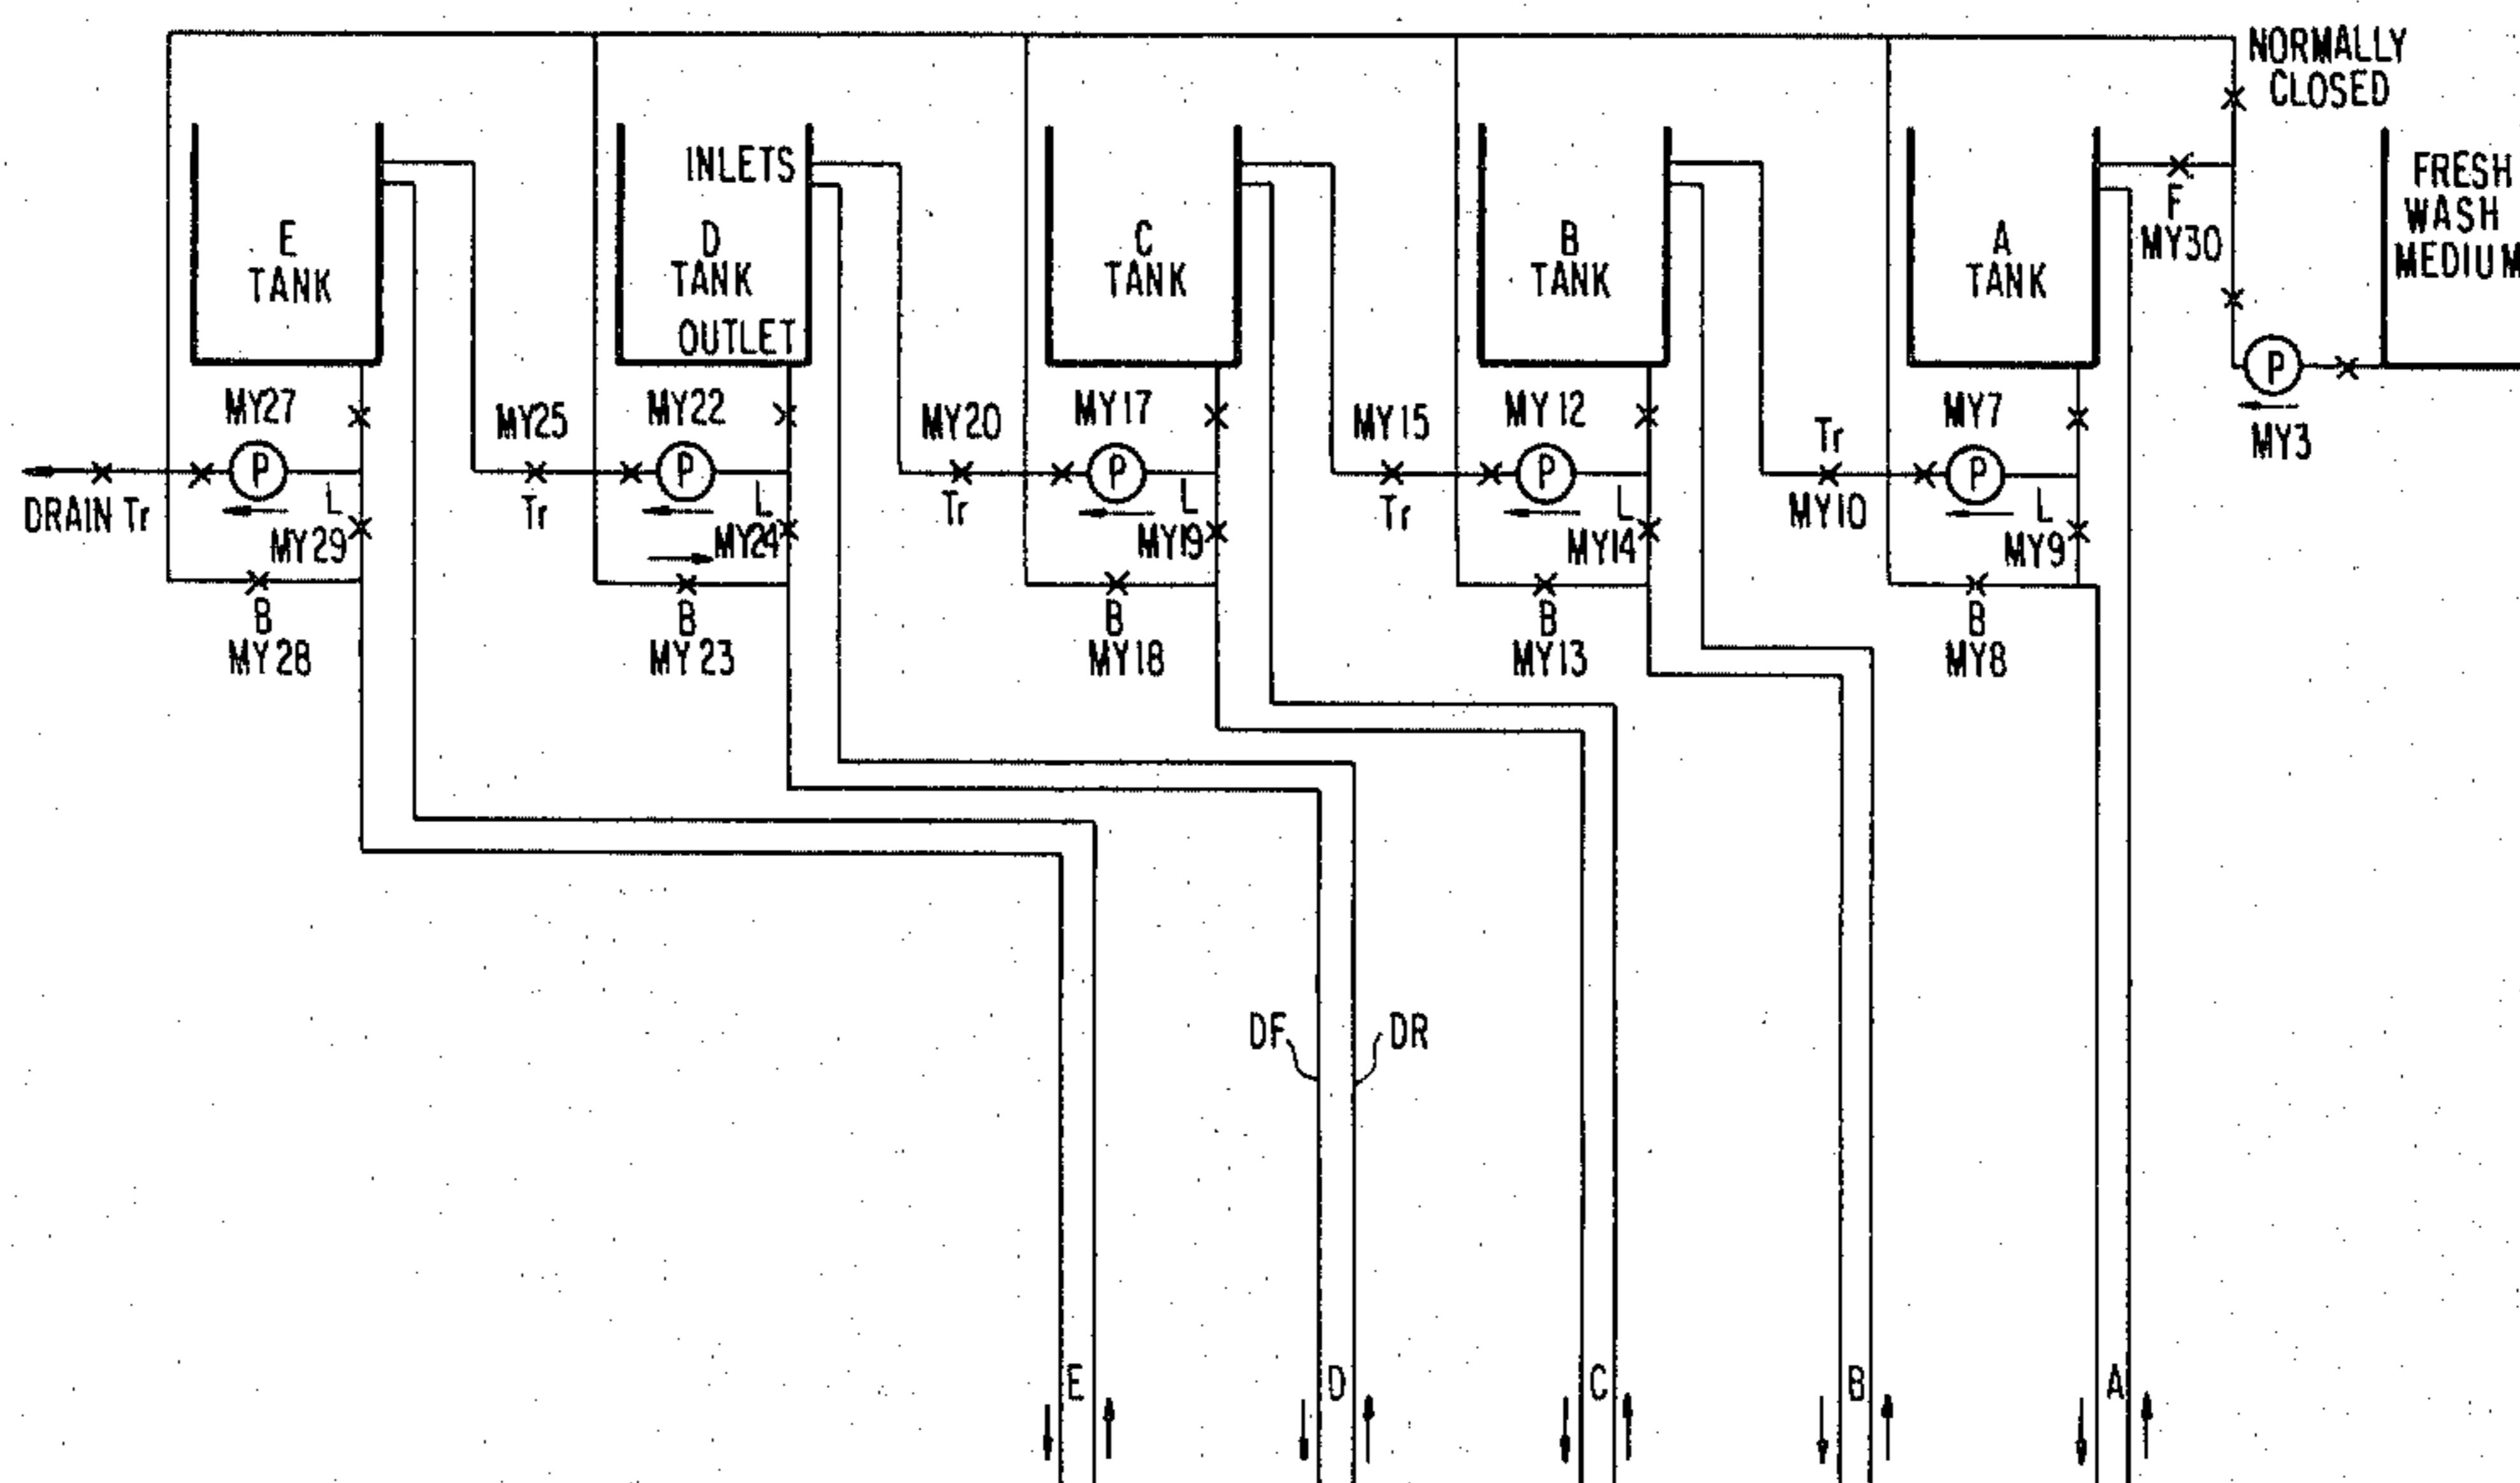 NORMALLY
CLOSED
INLETS
FRESH
WASH
MEDIUM
E
TANK
D
TANK
OUTLET
C
TANK
B
TANK
A
TANK
F
MY30
MY27
MY25
MY22
MY20
MY17
MY15
MY12
Tr
MY7
MY3
P
P
P
P
P
P
DRAIN Tr
L
MY29
Tr
L
MY24
Tr
L
MY19
Tr
L
MY14
MY10
L
MY9
B
MY28
B
MY23
B
MY18
B
MY13
B
MY8
DF
DR
E
D
C
B
A